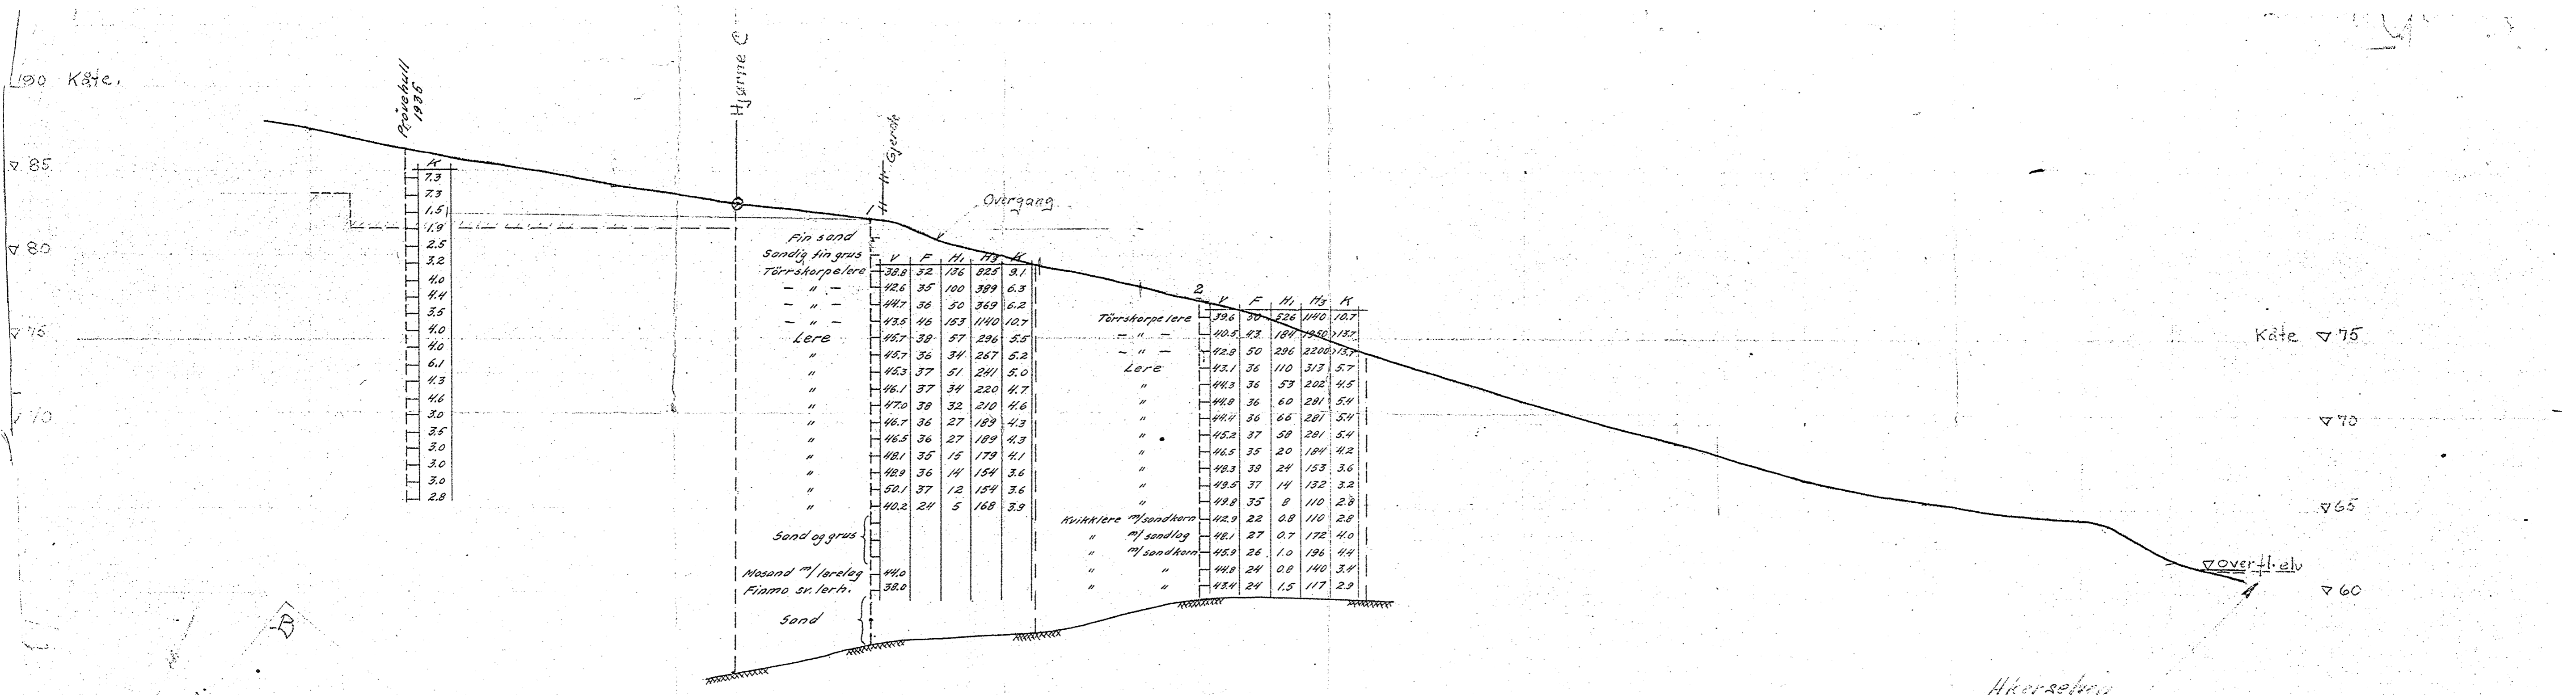 90 Kåte.
▽ 85
▽ 80
▽ 75
▽ 70
Prövehull
1935
K
7.3
7.3
1.5
1.9
2.5
3.2
4.0
4.4
3.5
4.0
4.0
6.1
4.3
4.6
3.0
3.5
3.0
3.0
3.0
2.8
Hjørne C
Gjerde
Overgang
1
Fin sand
Sandig fin grus V F H₁ H₃ K
Törrskorpelere 38.8 32 136 825 9.1
- " - 42.6 35 100 389 6.3
- " - 44.7 36 50 369 6.2
- " - 43.5 46 153 1140 10.7
Lere 45.7 38 57 296 5.5
" 45.7 36 34 267 5.2
" 45.3 37 51 241 5.0
" 46.1 37 34 220 4.7
" 47.0 38 32 210 4.6
" 46.7 36 27 189 4.3
" 46.5 36 27 189 4.3
" 48.1 35 15 179 4.1
" 48.9 36 14 154 3.6
" 50.1 37 12 154 3.6
" 40.2 24 5 168 3.9
Sand og grus
Mosand m/lerelag 44.0
Finmo sv. lerh. 38.0
Sand
2
V F H₁ H₃ K
Törrskorpelere 39.6 50 526 1140 10.7
- " - 40.5 43 184 1950 >13.7
- " - 42.8 50 296 2200 >13.7
Lere 43.1 36 110 313 5.7
" 44.3 36 53 202 4.5
" 44.8 36 60 281 5.4
" 44.4 36 66 281 5.4
" 45.2 37 58 281 5.4
" 46.5 35 20 184 4.2
" 48.3 38 24 153 3.6
" 49.5 37 14 132 3.2
" 49.8 35 8 110 2.8
Kvikklere m/sandkorn 42.9 22 0.8 110 2.8
" m/sandlag 48.1 27 0.7 172 4.0
" m/sandkorn 45.9 26 1.0 196 4.4
" " 44.8 24 0.8 140 3.4
" " 43.4 24 1.5 117 2.9
Kåte ▽ 75
▽ 70
▽ 65
▽ overfl. elv
▽ 60
A
B
Akerselven